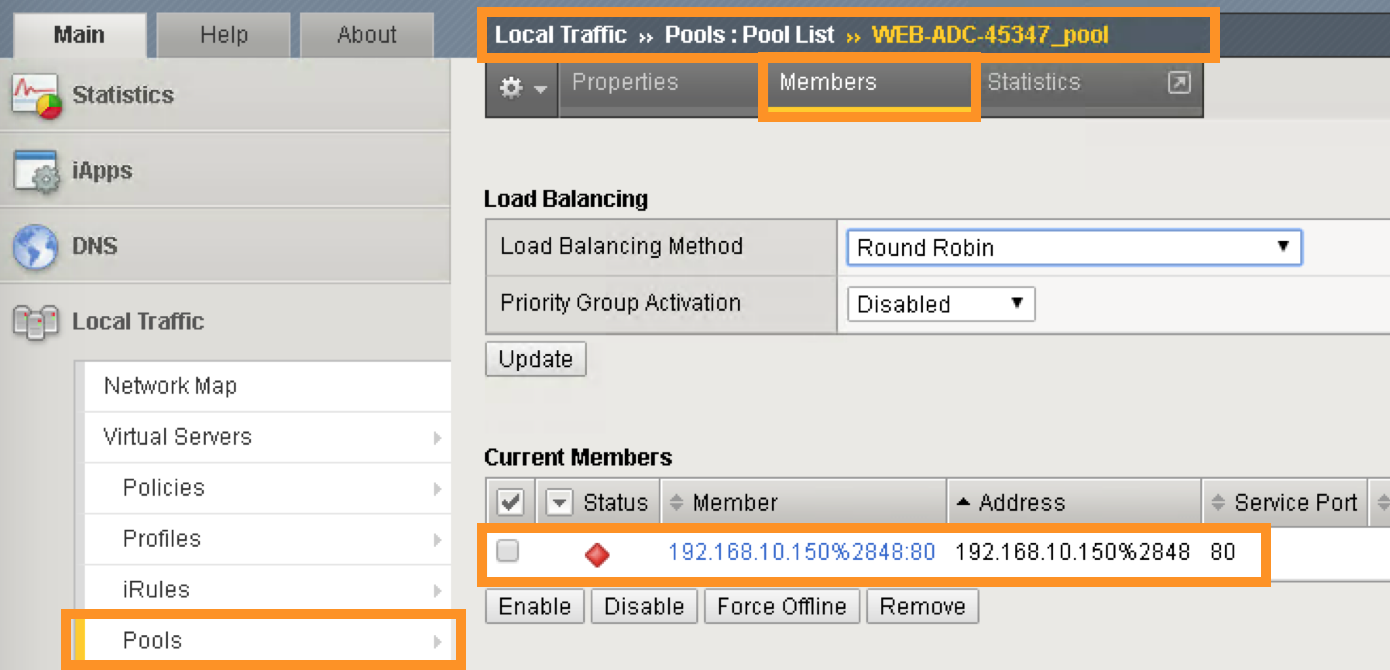 Main Help About
Local Traffic ›› Pools : Pool List ›› WEB-ADC-45347_pool
Properties Members Statistics
Statistics
iApps
DNS
Local Traffic
Network Map
Virtual Servers
Policies
Profiles
iRules
Pools
Load Balancing
Load Balancing Method Round Robin
Priority Group Activation Disabled
Update
Current Members
Status Member Address Service Port
192.168.10.150%2848:80 192.168.10.150%2848 80
Enable Disable Force Offline Remove